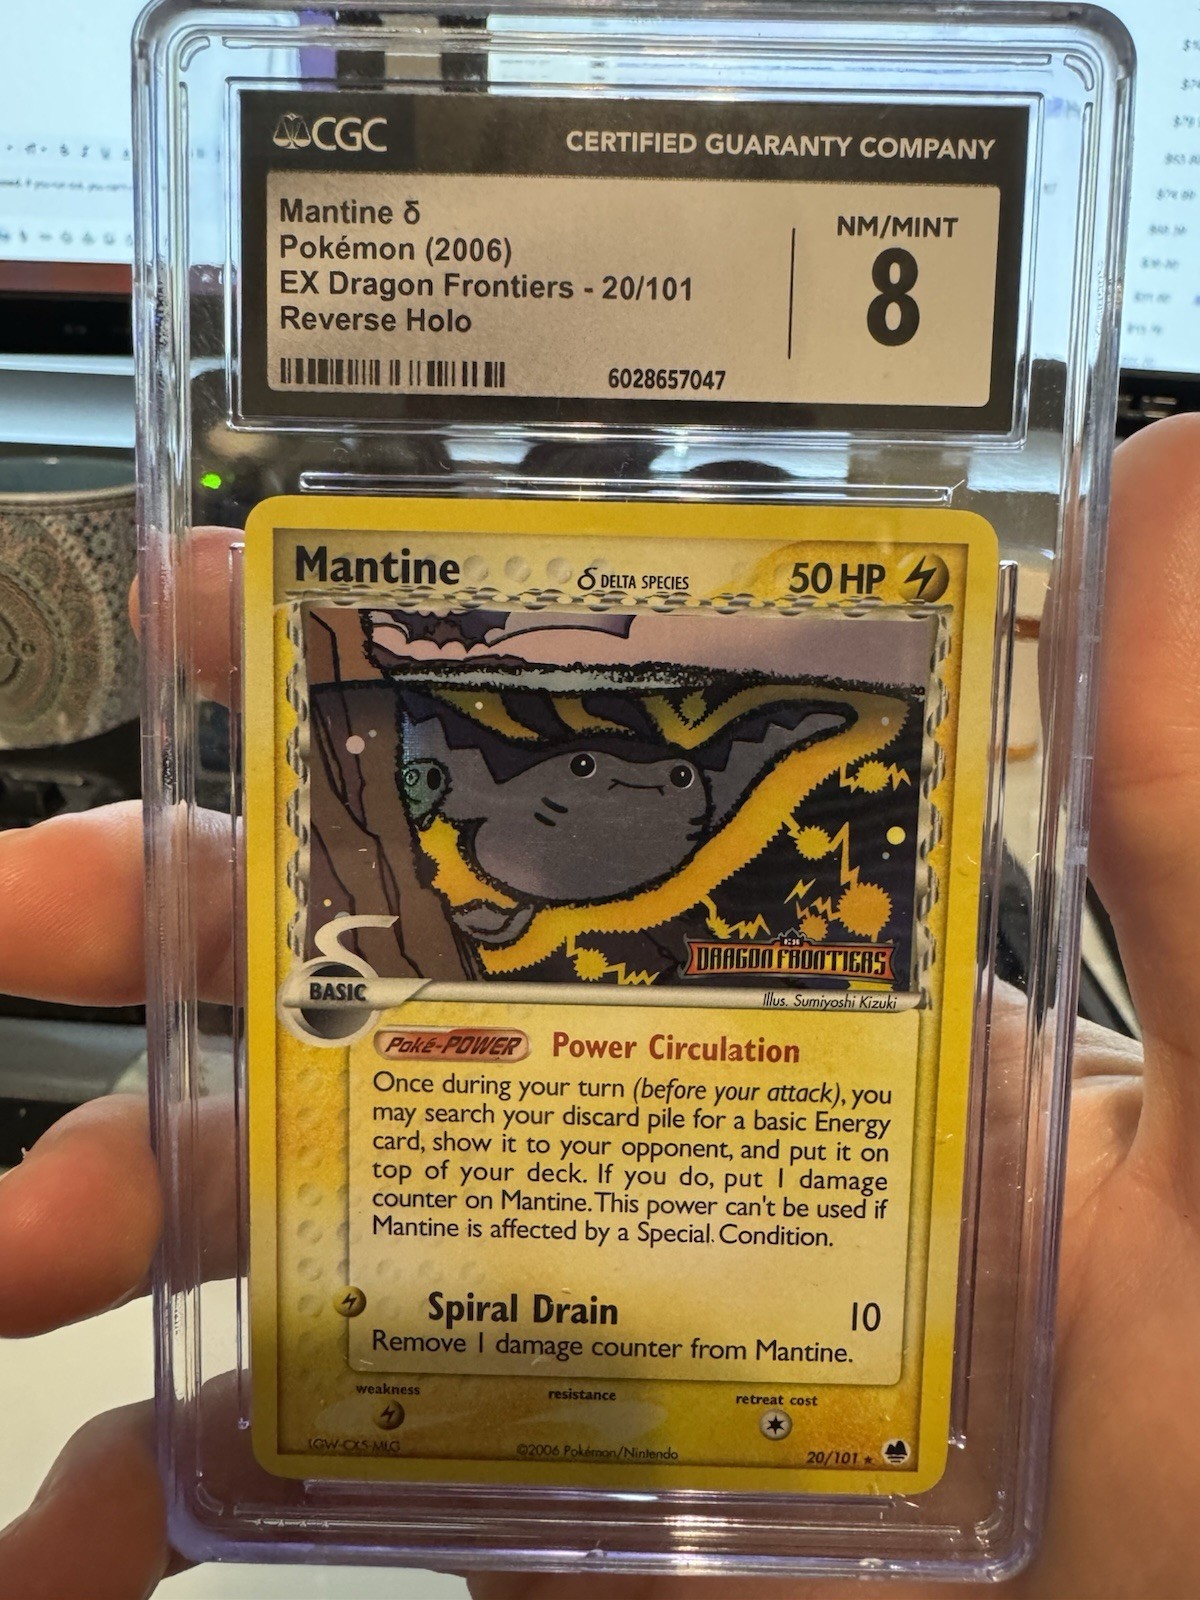 CGC
CERTIFIED GUARANTY COMPANY
Mantine δ
Pokémon (2006)
EX Dragon Frontiers - 20/101
Reverse Holo
NM/MINT
8
6028657047
Mantine
δ DELTA SPECIES
50 HP
EX
DRAGON FRONTIERS
BASIC
Illus. Sumiyoshi Kizuki
Poké-POWER Power Circulation
Once during your turn (before your attack), you
may search your discard pile for a basic Energy
card, show it to your opponent, and put it on
top of your deck. If you do, put 1 damage
counter on Mantine. This power can't be used if
Mantine is affected by a Special Condition.
Spiral Drain 10
Remove 1 damage counter from Mantine.
weakness resistance retreat cost
©2006 Pokémon/Nintendo
20/101 ★